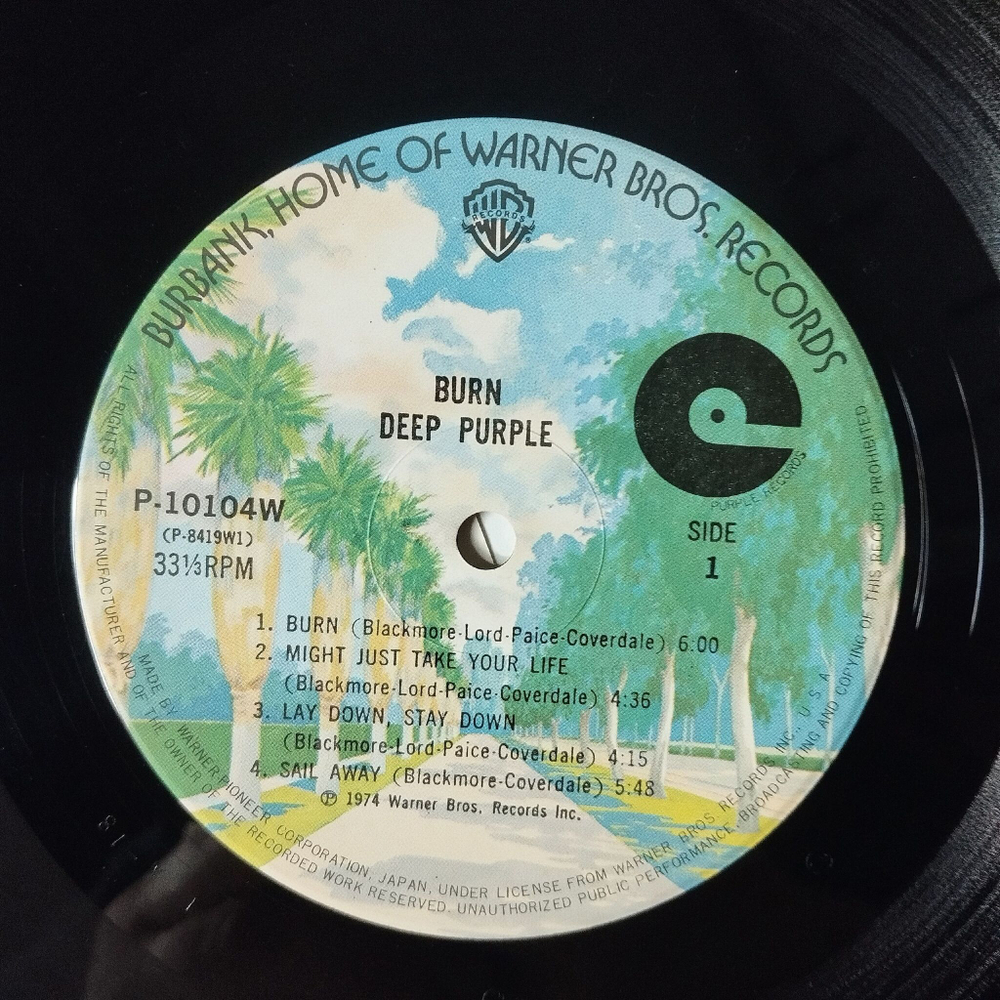 BURBANK, HOME OF WARNER BROS. RECORDS
RECORDS
BURN
DEEP PURPLE
PURPLE RECORDS
P-10104W
(P-8419W1)
33⅓RPM
SIDE
1
1. BURN (Blackmore-Lord-Paice-Coverdale) 6:00
2. MIGHT JUST TAKE YOUR LIFE
(Blackmore-Lord-Paice-Coverdale) 4:36
3. LAY DOWN, STAY DOWN
(Blackmore-Lord-Paice-Coverdale) 4:15
4. SAIL AWAY (Blackmore-Coverdale) 5:48
Ⓟ 1974 Warner Bros. Records Inc.
MADE BY WARNER-PIONEER CORPORATION, JAPAN, UNDER LICENSE FROM WARNER BROS. RECORDS INC., U.S.A.
ALL RIGHTS OF THE MANUFACTURER AND OF THE OWNER OF THE RECORDED WORK RESERVED. UNAUTHORIZED PUBLIC PERFORMANCE, BROADCASTING AND COPYING OF THIS RECORD PROHIBITED.